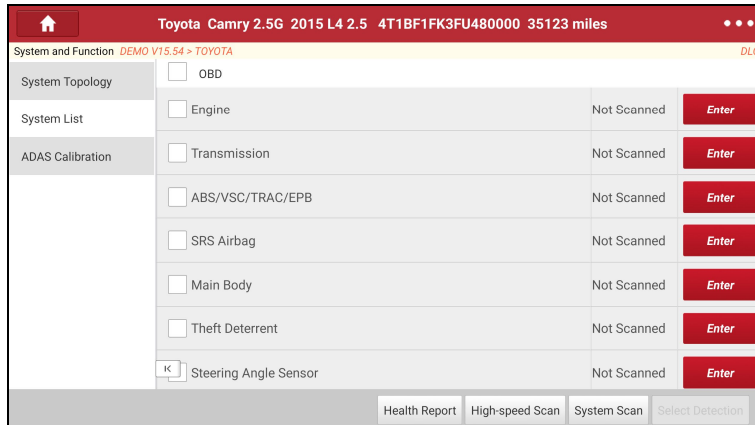 Toyota Camry 2.5G 2015 L4 2.5 4T1BF1FK3FU480000 35123 miles
System and Function DEMO V15.54 > TOYOTA DLC
System Topology
System List
ADAS Calibration
OBD
Engine Not Scanned Enter
Transmission Not Scanned Enter
ABS/VSC/TRAC/EPB Not Scanned Enter
SRS Airbag Not Scanned Enter
Main Body Not Scanned Enter
Theft Deterrent Not Scanned Enter
Steering Angle Sensor Not Scanned Enter
Health Report High-speed Scan System Scan Select Detection